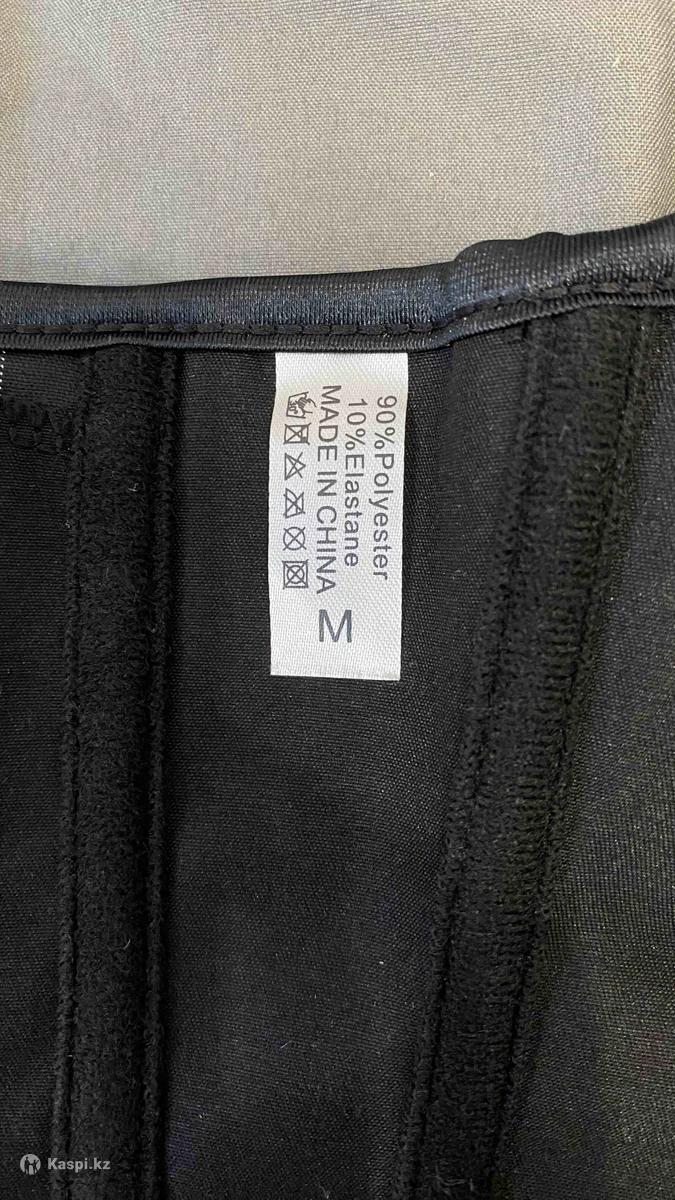 90%Polyester
10%Elastane
MADE IN CHINA
M
Kaspi.kz